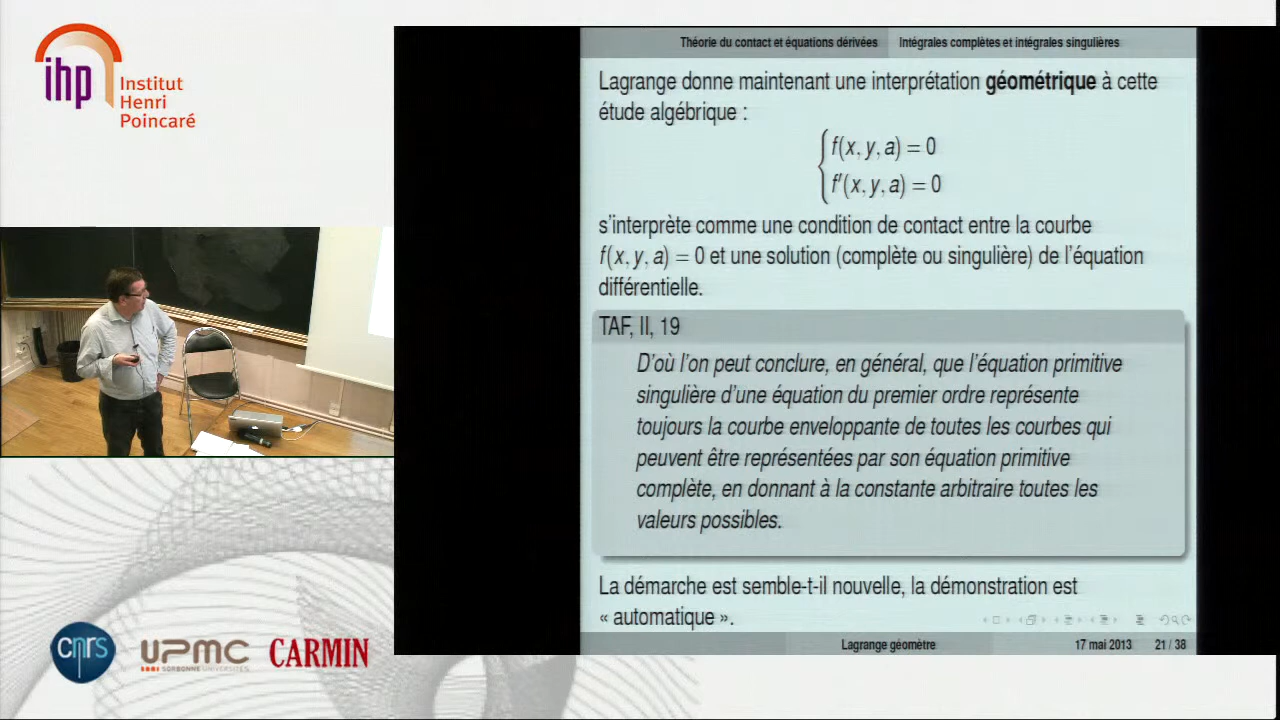 ihp
Institut
Henri
Poincaré
Théorie du contact et équations dérivées
Intégrales complètes et intégrales singulières
Lagrange donne maintenant une interprétation géométrique à cette
étude algébrique :
f(x, y, a) = 0
f′(x, y, a) = 0
s'interprète comme une condition de contact entre la courbe
f(x, y, a) = 0 et une solution (complète ou singulière) de l'équation
différentielle.
TAF, II, 19
D'où l'on peut conclure, en général, que l'équation primitive
singulière d'une équation du premier ordre représente
toujours la courbe enveloppante de toutes les courbes qui
peuvent être représentées par son équation primitive
complète, en donnant à la constante arbitraire toutes les
valeurs possibles.
La démarche est semble-t-il nouvelle, la démonstration est
« automatique ».
Lagrange géomètre
17 mai 2013
21 / 38
cnrs
UPMC
SORBONNE UNIVERSITÉS
CARMIN